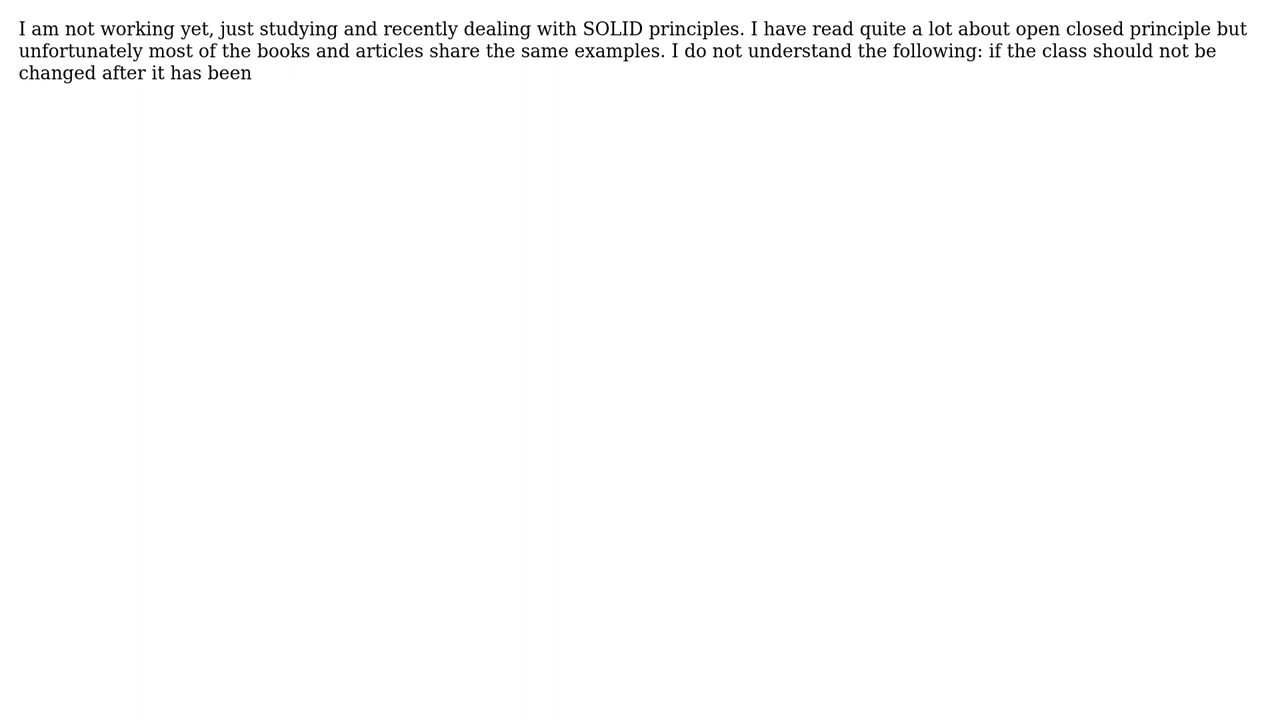 I am not working yet, just studying and recently dealing with SOLID principles. I have read quite a lot about open closed principle but
unfortunately most of the books and articles share the same examples. I do not understand the following: if the class should not be
changed after it has been